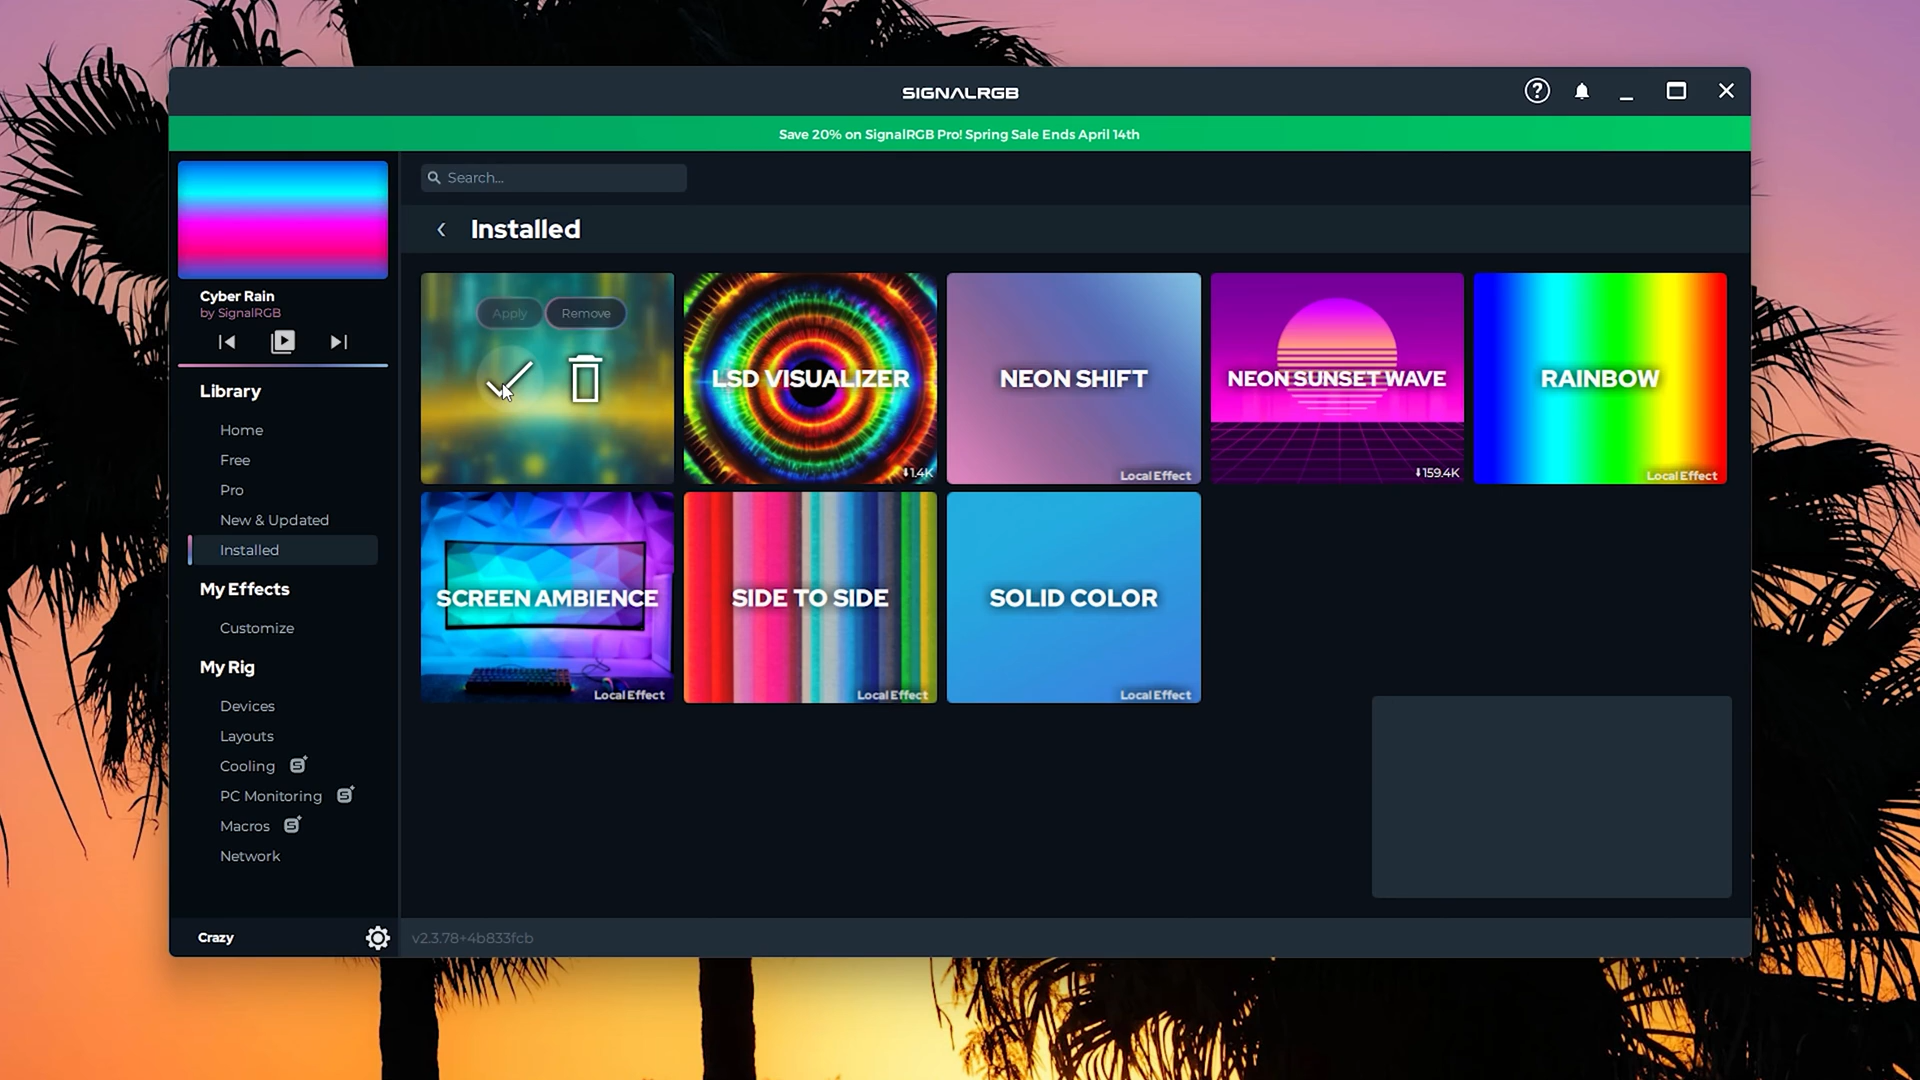 SIGNALRGB
Save 20% on SignalRGB Pro! Spring Sale Ends April 14th
Search...
Installed
Cyber Rain
by SignalRGB
Library
Home
Free
Pro
New & Updated
Installed
My Effects
Customize
My Rig
Devices
Layouts
Cooling
PC Monitoring
Macros
Network
Crazy
Apply
Remove
LSD VISUALIZER
1.4K
NEON SHIFT
Local Effect
NEON SUNSET WAVE
159.4K
RAINBOW
Local Effect
SCREEN AMBIENCE
Local Effect
SIDE TO SIDE
Local Effect
SOLID COLOR
Local Effect
v2.3.78+4b833fcb